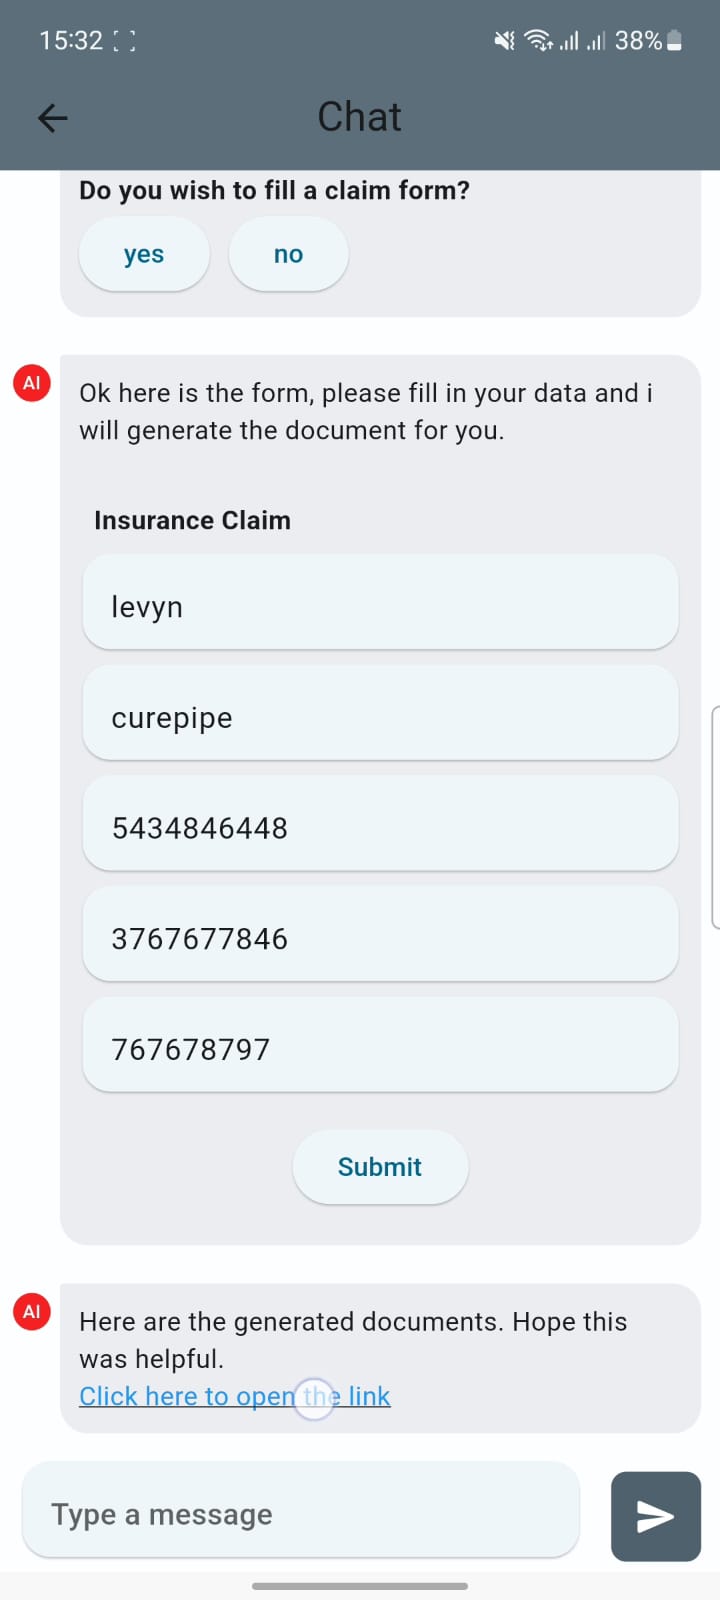 15:32
38%
Chat
Do you wish to fill a claim form?
yes
no
AI
Ok here is the form, please fill in your data and i
will generate the document for you.
Insurance Claim
levyn
curepipe
5434846448
3767677846
767678797
Submit
AI
Here are the generated documents. Hope this
was helpful.
Click here to open the link
Type a message